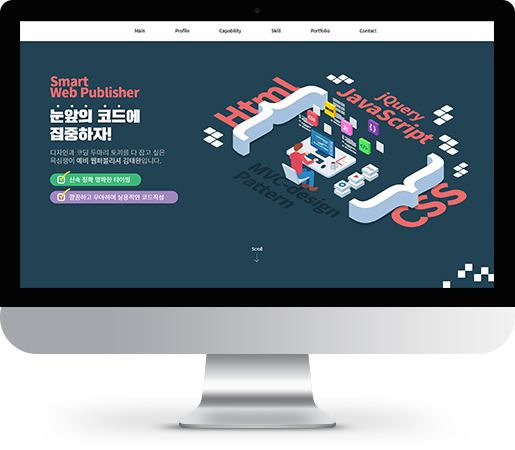 Main Profile Capability Skill Portfolio Contact
Smart
Web Publisher
눈앞의 코드에
집중하자!
디자인과 코딩 두마리 토끼를 다 잡고 싶은
욕심쟁이 예비 웹퍼블리셔 김태완입니다.
신속 정확 명확한 타이핑
깔끔하고 우아하며 실용적인 코드작성
Html
jQuery
JavaScript
CSS
MVC-design
Pattern
Scroll